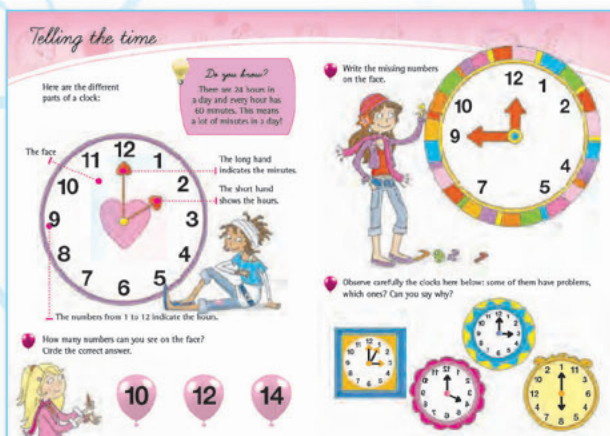 Telling the time
Here are the different
parts of a clock:
Do you know?
There are 24 hours in
a day and every hour has
60 minutes. This means
a lot of minutes in a day!
The face
The long hand
indicates the minutes.
The short hand
shows the hours.
12
1
2
3
4
5
6
7
8
9
10
11
The numbers from 1 to 12 indicate the hours.
How many numbers can you see on the face?
Circle the correct answer.
10
12
14
Write the missing numbers
on the face.
12
1
2
4
5
7
9
10
Observe carefully the clocks here below: some of them have problems,
which ones? Can you say why?